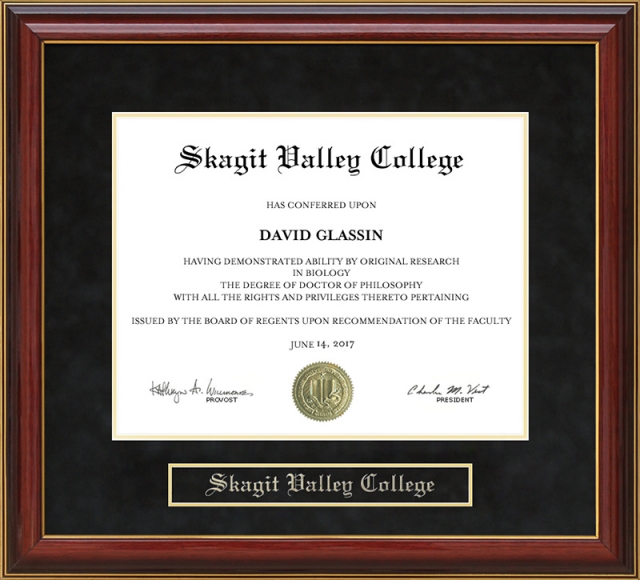 Skagit Valley College
HAS CONFERRED UPON
DAVID GLASSIN
HAVING DEMONSTRATED ABILITY BY ORIGINAL RESEARCH
IN BIOLOGY
THE DEGREE OF DOCTOR OF PHILOSOPHY
WITH ALL THE RIGHTS AND PRIVILEGES THERETO PERTAINING
ISSUED BY THE BOARD OF REGENTS UPON RECOMMENDATION OF THE FACULTY
JUNE 14, 2017
Charles M. Vest
PROVOST
PRESIDENT
Skagit Valley College